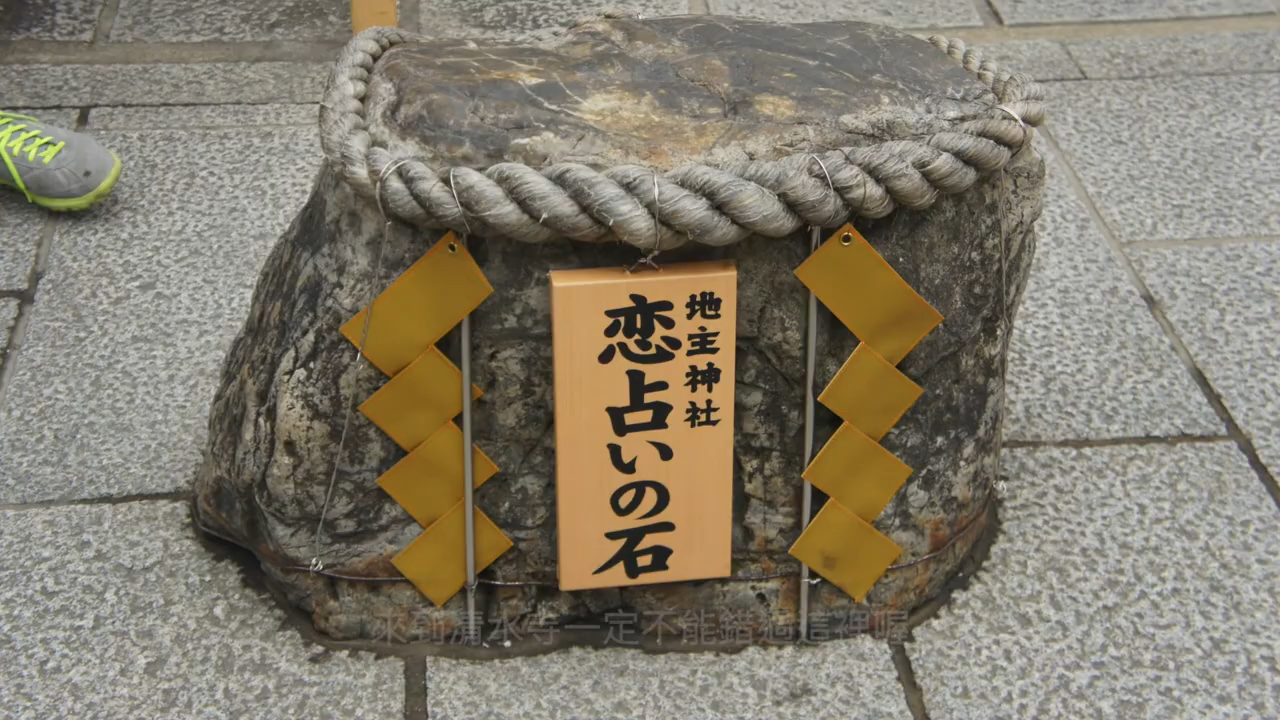 地主神社
恋占いの石
來到清水寺一定不能錯過這裡喔